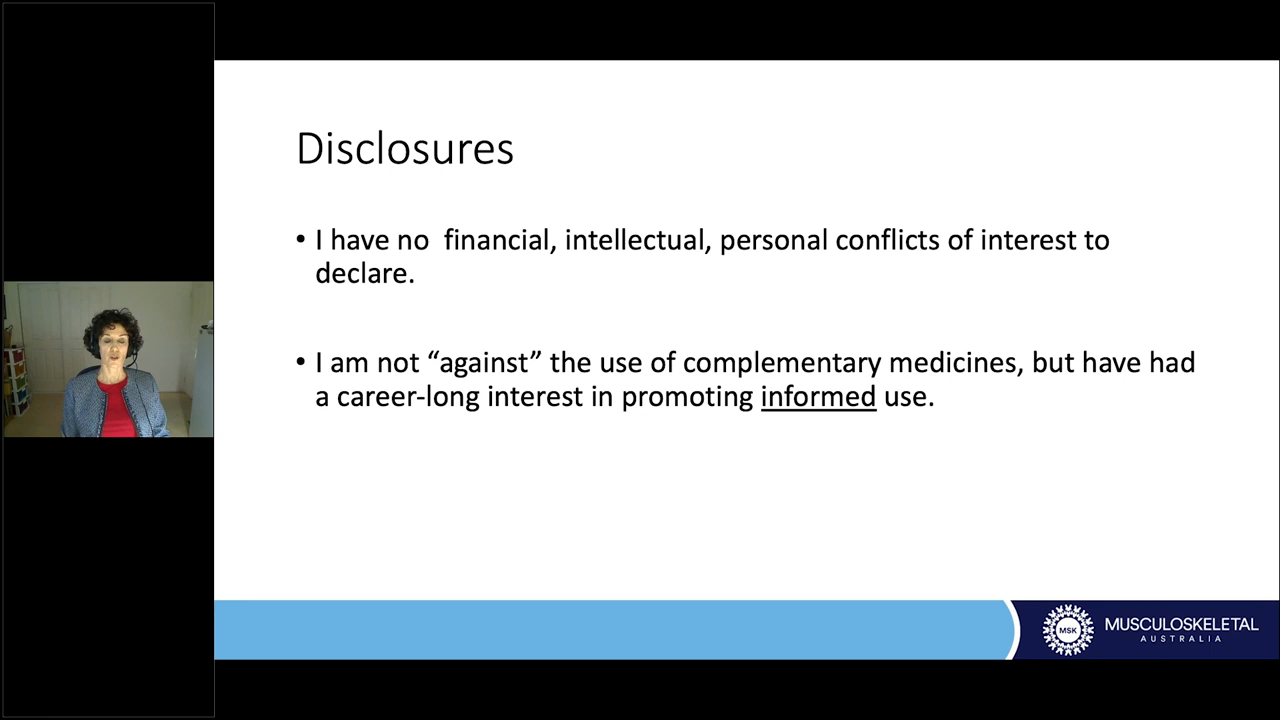 Disclosures
• I have no  financial, intellectual, personal conflicts of interest to
declare.
• I am not “against” the use of complementary medicines, but have had
a career-long interest in promoting informed use.
MSK
MUSCULOSKELETAL
AUSTRALIA